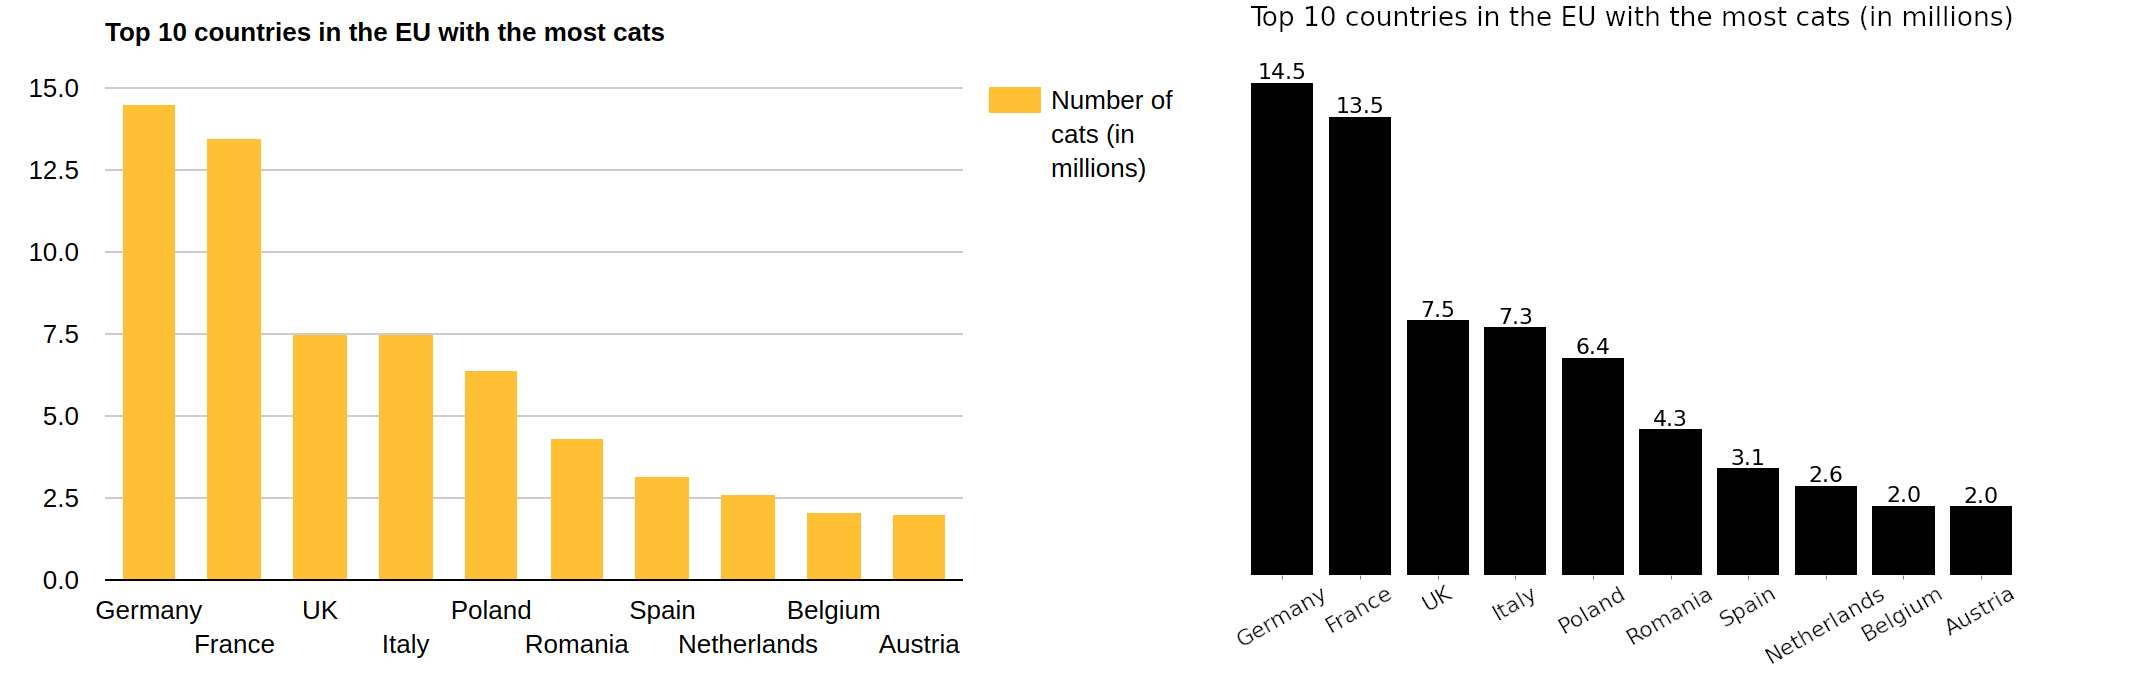 Top 10 countries in the EU with the most cats
15.0
12.5
10.0
7.5
5.0
2.5
0.0
Germany
France
UK
Italy
Poland
Romania
Spain
Netherlands
Belgium
Austria
Number of
cats (in
millions)
Top 10 countries in the EU with the most cats (in millions)
14.5
13.5
7.5
7.3
6.4
4.3
3.1
2.6
2.0
2.0
Germany
France
UK
Italy
Poland
Romania
Spain
Netherlands
Belgium
Austria